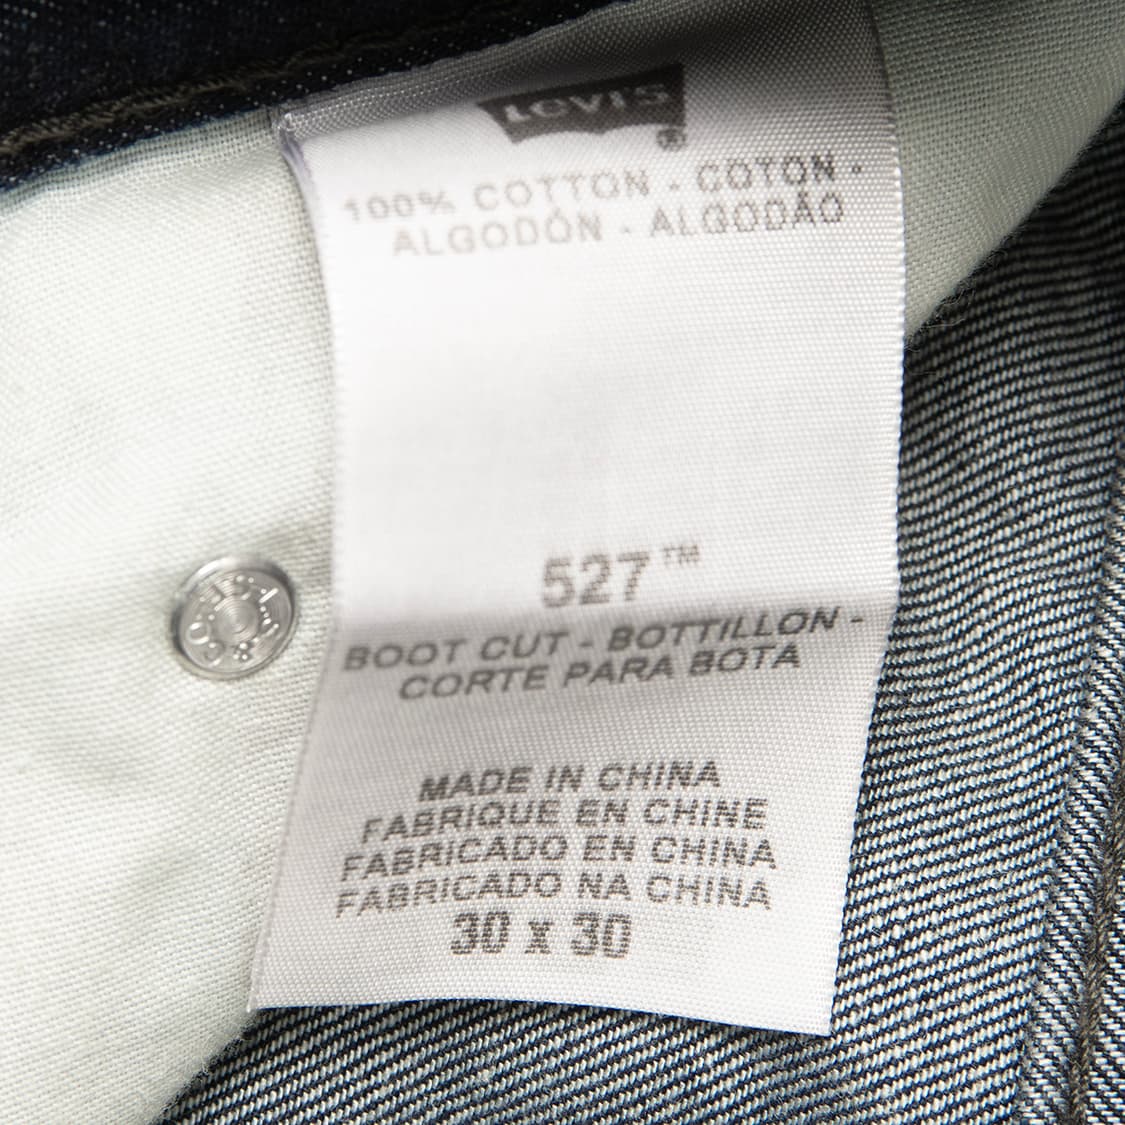 Levi's
®
100% COTTON - COTON -
ALGODÓN - ALGODÃO
527™
BOOT CUT - BOTTILLON -
CORTE PARA BOTA
MADE IN CHINA
FABRIQUE EN CHINE
FABRICADO EN CHINA
FABRICADO NA CHINA
30 x 30